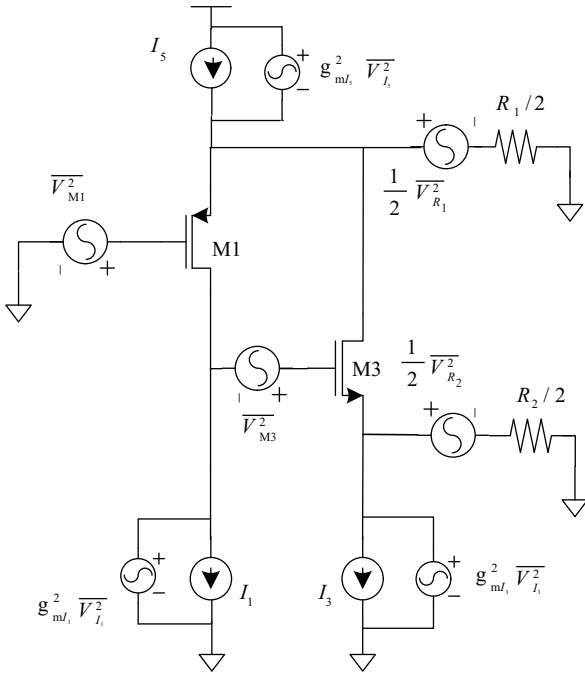 I₅
+
−
g²ₘI₅ V²I₅
V²M1
+
M1
+
½ V²R₁
R₁/2
+
V²M3
M3
½ V²R₂
+
R₂/2
+
−
g²ₘI₁ V²I₁
I₁
I₃
+
−
g²ₘI₃ V²I₃